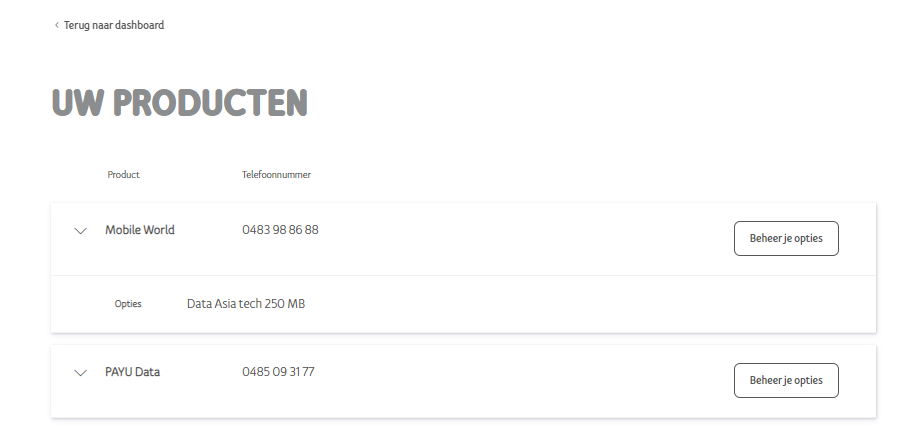 Terug naar dashboard
UW PRODUCTEN
Product Telefoonnummer
Mobile World 0483 98 86 88 Beheer je opties
Opties Data Asia tech 250 MB
PAYU Data 0485 09 31 77 Beheer je opties